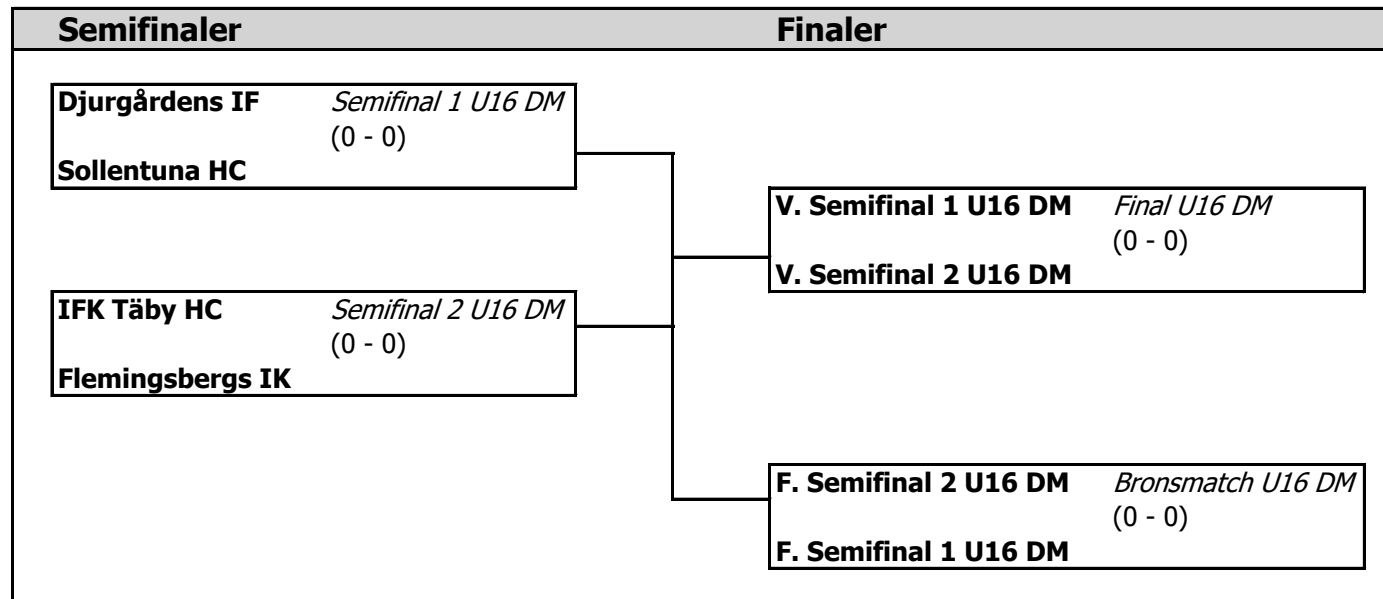 Semifinaler Finaler
Djurgårdens IF Semifinal 1 U16 DM
(0 - 0)
Sollentuna HC
V. Semifinal 1 U16 DM Final U16 DM
(0 - 0)
V. Semifinal 2 U16 DM
IFK Täby HC Semifinal 2 U16 DM
(0 - 0)
Flemingsbergs IK
F. Semifinal 2 U16 DM Bronsmatch U16 DM
(0 - 0)
F. Semifinal 1 U16 DM